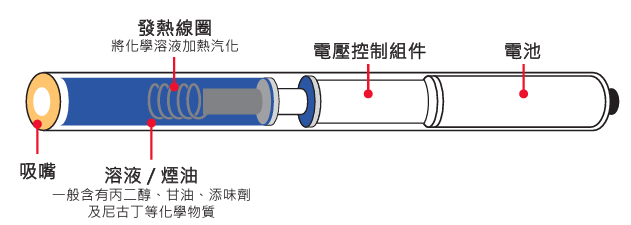 發熱線圈
將化學溶液加熱汽化
電壓控制組件
電池
吸嘴
溶液 / 煙油
一般含有丙二醇、甘油、添味劑
及尼古丁等化學物質